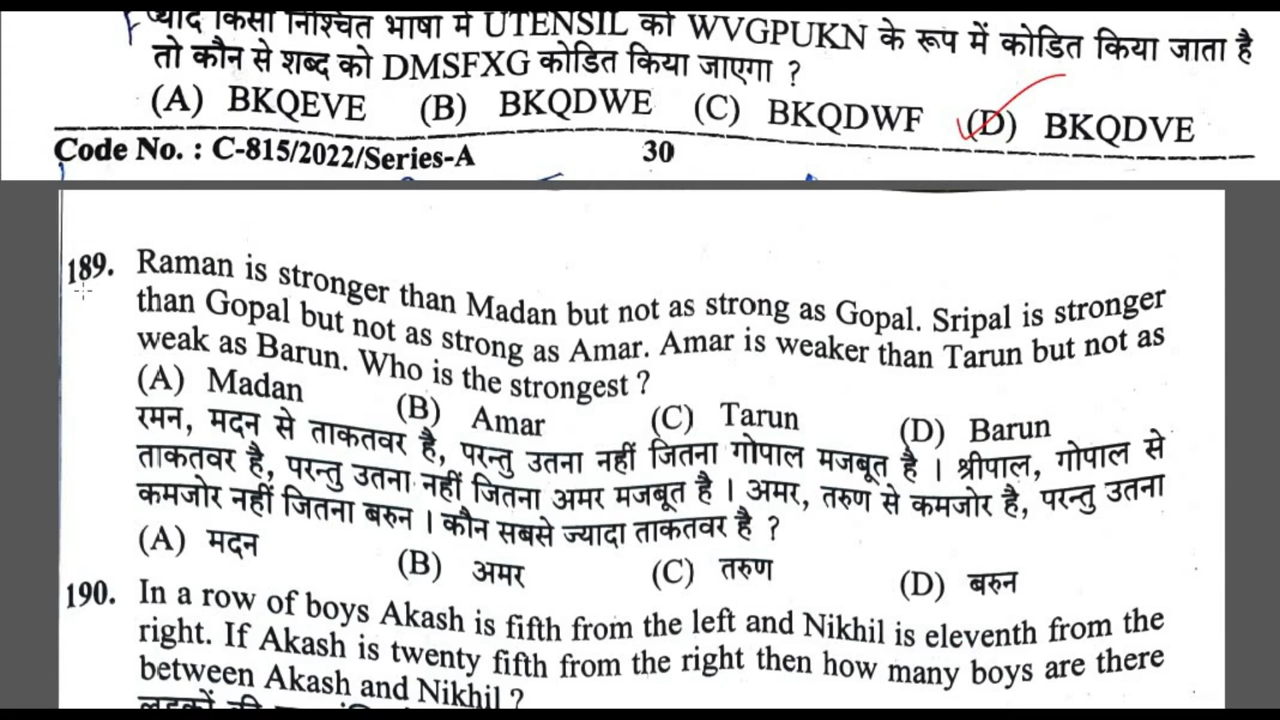 यदि किसी निश्चित भाषा में UTENSIL को WVGPUKN के रूप में कोडित किया जाता है
तो कौन से शब्द को DMSFXG कोडित किया जाएगा ?
(A) BKQEVE (B) BKQDWE (C) BKQDWF (D) BKQDVE
Code No. : C-815/2022/Series-A 30
189. Raman is stronger than Madan but not as strong as Gopal. Sripal is stronger
than Gopal but not as strong as Amar. Amar is weaker than Tarun but not as
weak as Barun. Who is the strongest ?
(A) Madan (B) Amar (C) Tarun (D) Barun
रमन, मदन से ताकतवर है, परन्तु उतना नहीं जितना गोपाल मजबूत है । श्रीपाल, गोपाल से
ताकतवर है, परन्तु उतना नहीं जितना अमर मजबूत है । अमर, तरुण से कमजोर है, परन्तु उतना
कमजोर नहीं जितना बरुन । कौन सबसे ज्यादा ताकतवर है ?
(A) मदन (B) अमर (C) तरुण (D) बरुन
190. In a row of boys Akash is fifth from the left and Nikhil is eleventh from the
right. If Akash is twenty fifth from the right then how many boys are there
between Akash and Nikhil ?